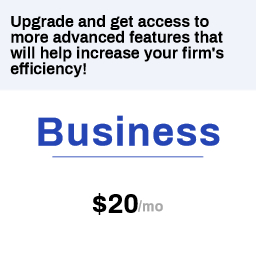 Upgrade and get access to
more advanced features that
will help increase your firm's
efficiency!
Business
$20/mo